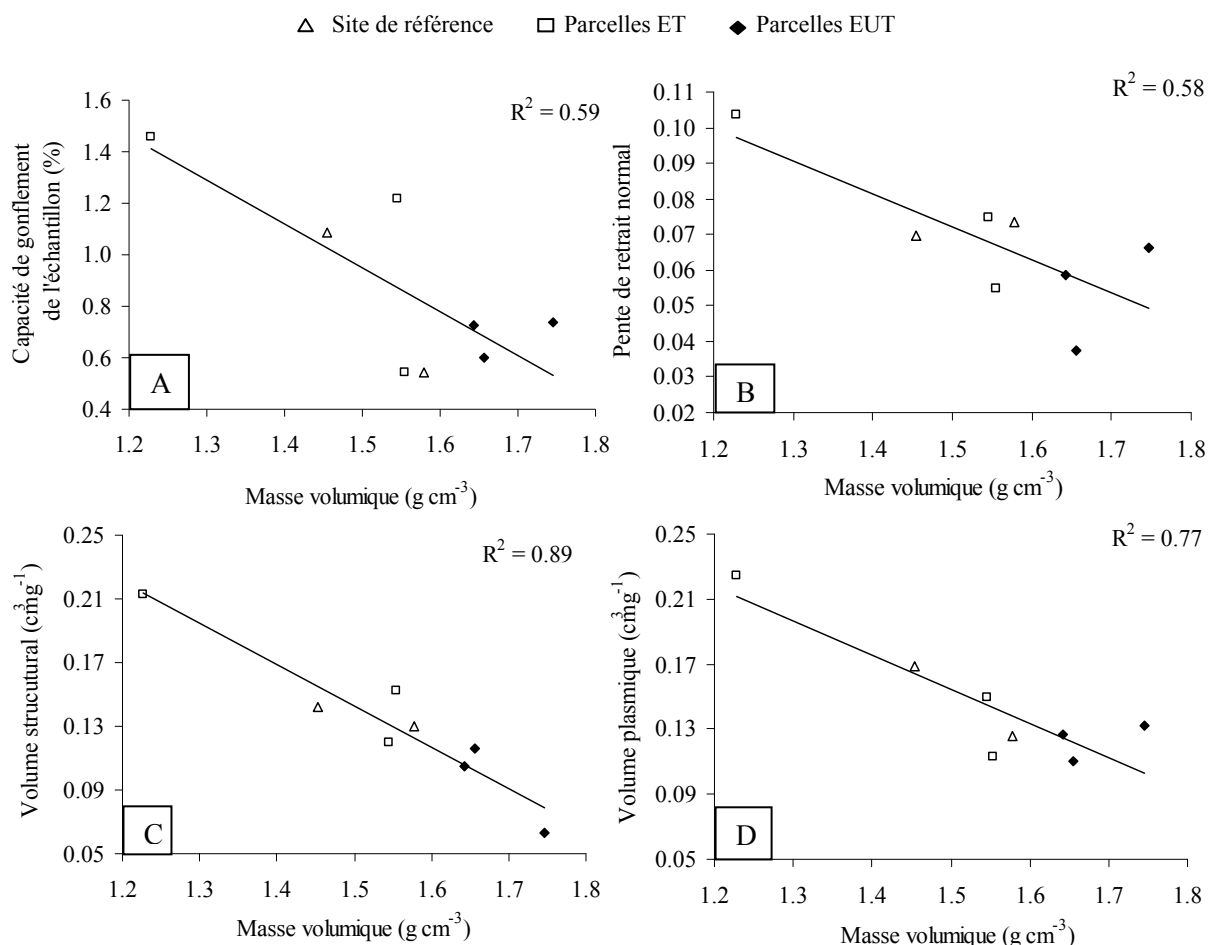 Site de référence Parcelles ET Parcelles EUT
R² = 0.59
Capacité de gonflement
de l'échantillon (%)
1.6
1.4
1.2
1.0
0.8
0.6
0.4
A
1.2 1.3 1.4 1.5 1.6 1.7 1.8
Masse volumique (g cm⁻³)
R² = 0.58
Pente de retrait normal
0.11
0.10
0.09
0.08
0.07
0.06
0.05
0.04
0.03
0.02
B
1.2 1.3 1.4 1.5 1.6 1.7 1.8
Masse volumique (g cm⁻³)
R² = 0.89
Volume strucutural (cm³mg⁻¹)
0.25
0.21
0.17
0.13
0.09
0.05
C
1.2 1.3 1.4 1.5 1.6 1.7 1.8
Masse volumique (g cm⁻³)
R² = 0.77
Volume plasmique (cm³mg⁻¹)
0.25
0.21
0.17
0.13
0.09
0.05
D
1.2 1.3 1.4 1.5 1.6 1.7 1.8
Masse volumique (g cm⁻³)